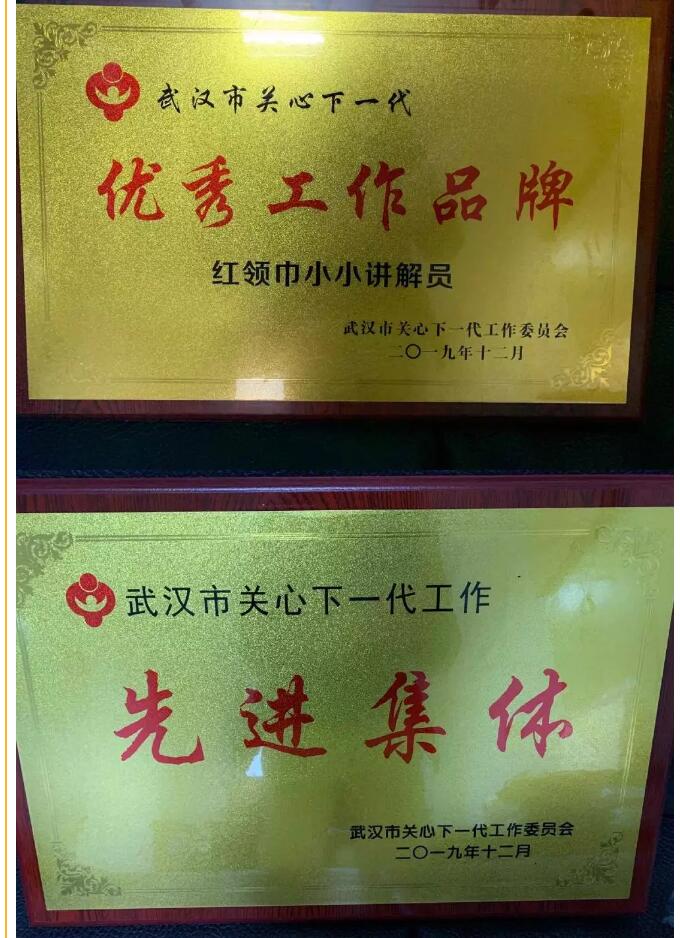 武汉市关心下一代
优秀工作品牌
红领巾小小讲解员
武汉市关心下一代工作委员会
二〇一九年十二月
武汉市关心下一代工作
先进集体
武汉市关心下一代工作委员会
二〇一九年十二月